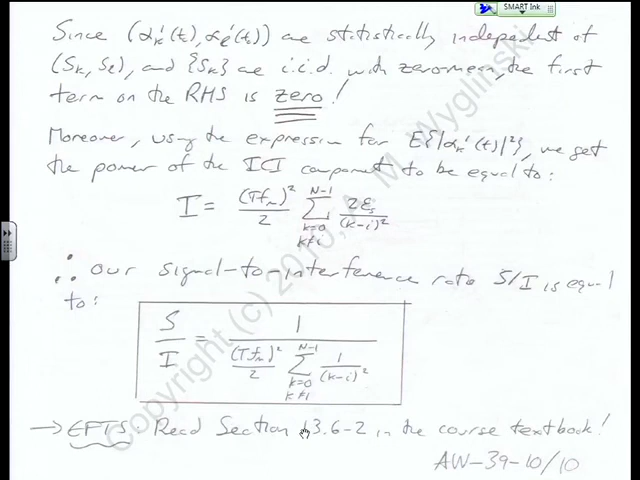 SMART Ink
Since (αₖ'(t), αₗ'(t)) are statistically independent of
(Sₖ, Sₗ), and {Sₖ} are i.i.d. with zero mean, the first
term on the RHS is zero!
Moreover, using the expression for E{|αₖ'(t)|²}, we get
the power of the ICI component to be equal to:
I = (Tfₘ)²/2 ∑_{k=0, k≠i}^{N-1} 2Ɛₛ/(k-i)²
∴ our signal-to-interference ratio S/I is equal
to:
S/I = 1 / ((Tfₘ)²/2 ∑_{k=0, k≠i}^{N-1} 1/(k-i)²)
→ EFTS: Read Section 13.6-2 in the course textbook!
AW-39-10/10
Copyright (c) 2010, A. M. Wyglinski